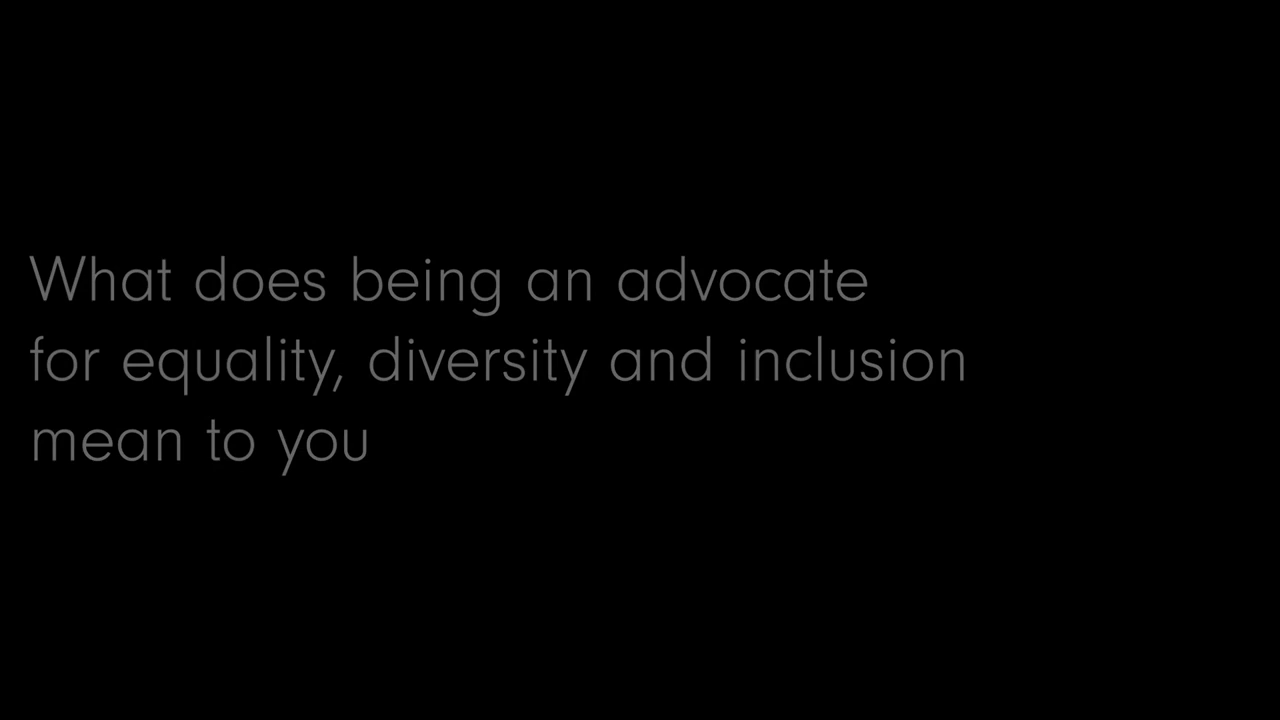 What does being an advocate
for equality, diversity and inclusion
mean to you